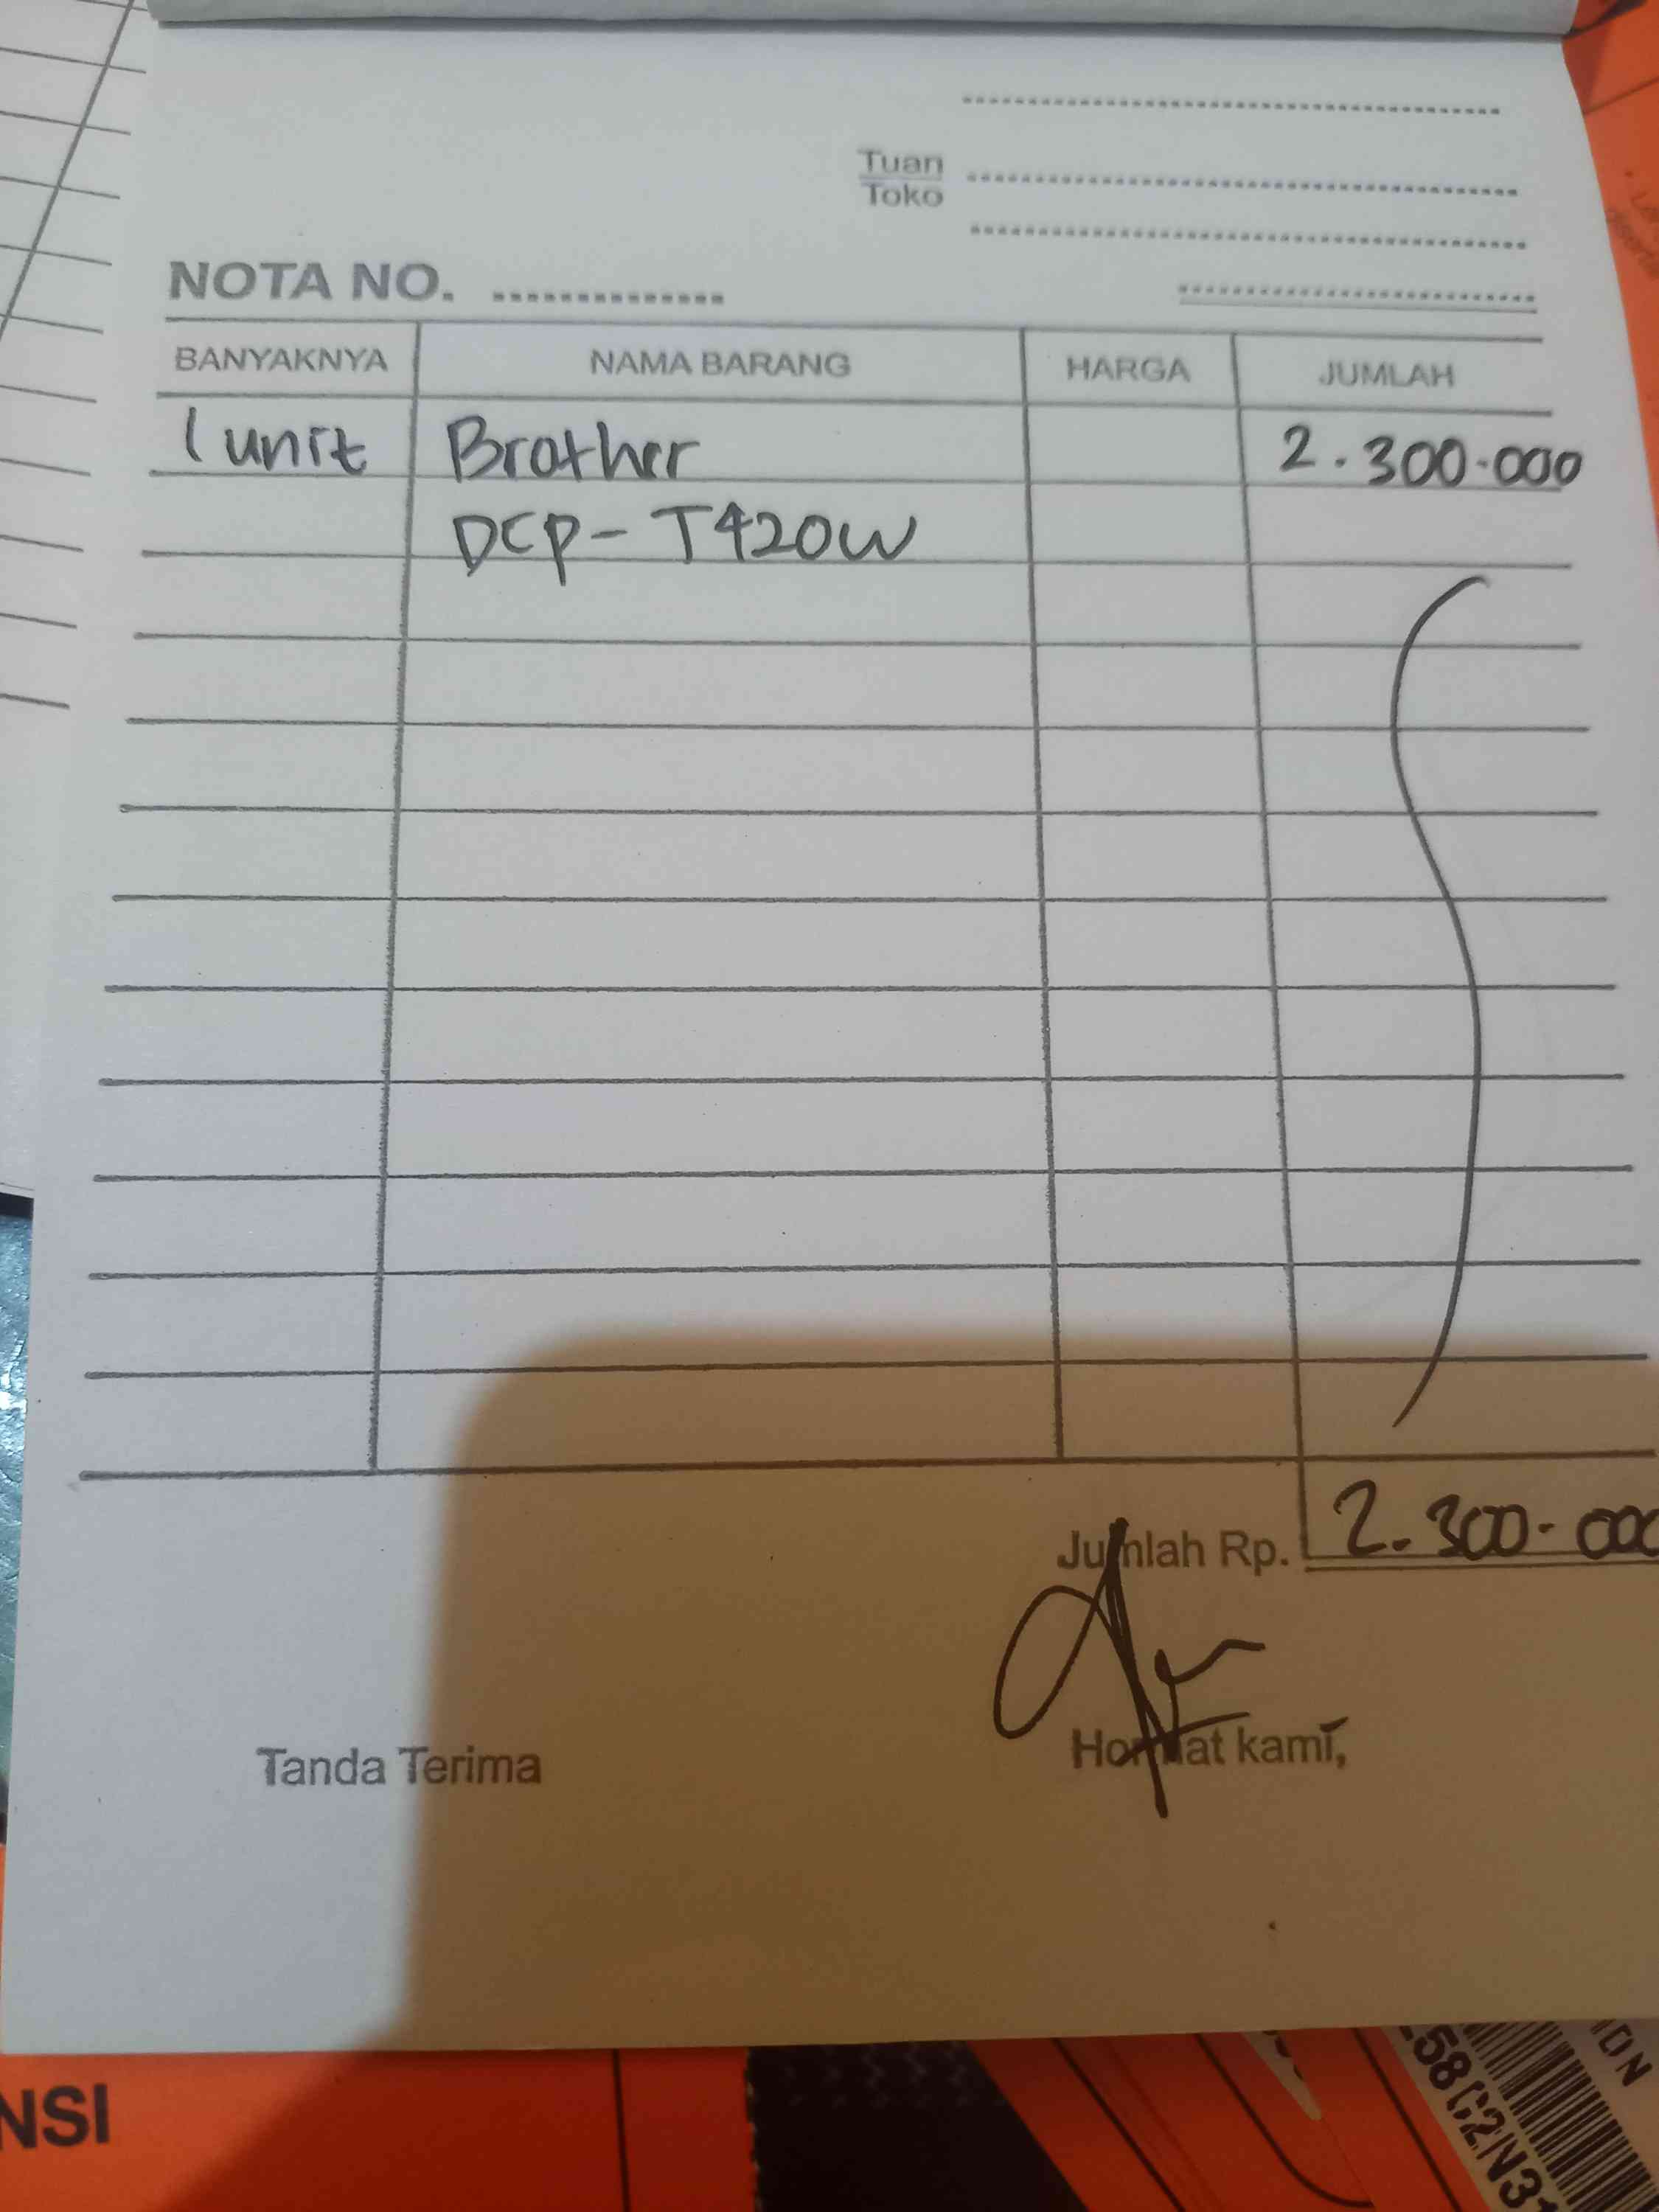 Tuan
Toko
NOTA NO.
BANYAKNYA NAMA BARANG HARGA JUMLAH
1 unit Brother 2.300.000
DCP-T420W
Jumlah Rp. 2.300.000
Tanda Terima Hormat kami,
NSI
58C2N3